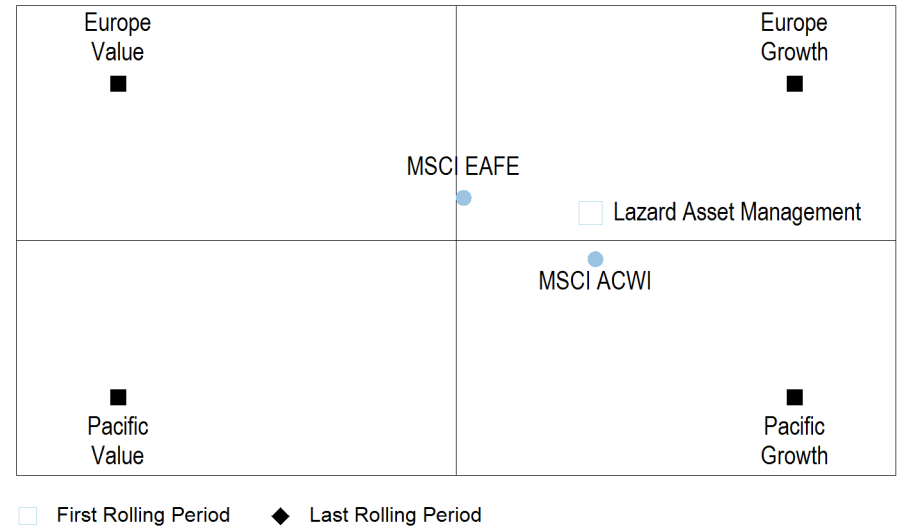 Europe
Value
Europe
Growth
MSCI EAFE
Lazard Asset Management
MSCI ACWI
Pacific
Value
Pacific
Growth
First Rolling Period
Last Rolling Period